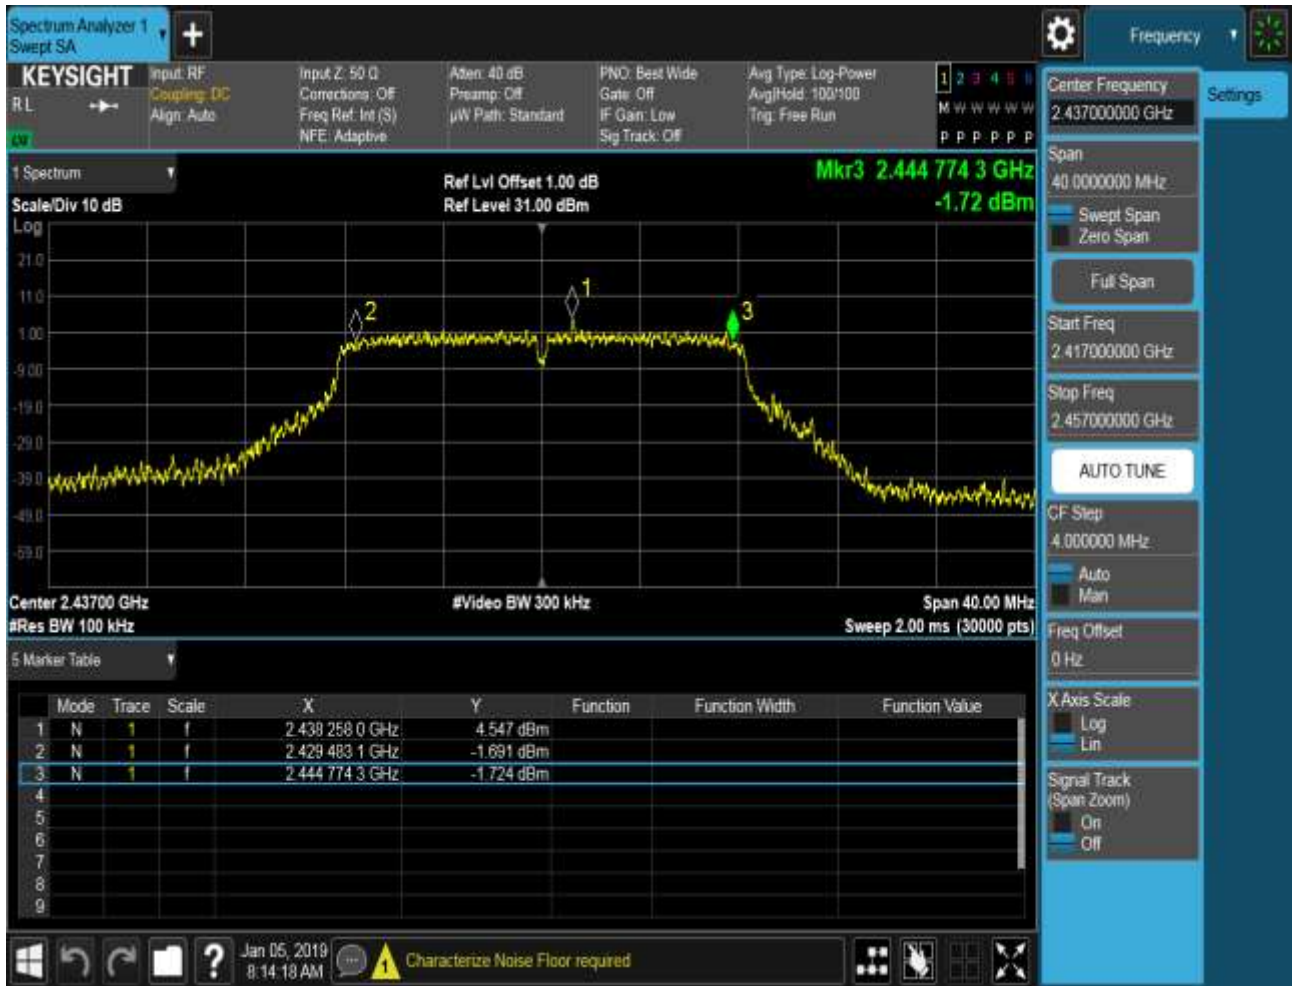 Spectrum Analyzer 1
Swept SA
+
Frequency
KEYSIGHT
RL
Input: RF
Coupling: DC
Align: Auto
Input Z: 50 Ω
Corrections: Off
Freq Ref: Int (S)
NFE: Adaptive
Atten: 40 dB
Preamp: Off
µW Path: Standard
PNO: Best Wide
Gate: Off
IF Gain: Low
Sig Track: Off
Avg Type: Log-Power
Avg|Hold: 100/100
Trig: Free Run
1 2 3 4 5 6
M W W W W W
P P P P P P
1 Spectrum
Scale/Div 10 dB
Ref Lvl Offset 1.00 dB
Ref Level 31.00 dBm
Mkr3 2.444 774 3 GHz
-1.72 dBm
Log
21.0
11.0
1.00
-9.00
-19.0
-29.0
-39.0
-49.0
-59.0
2
1
3
Center 2.43700 GHz
#Video BW 300 kHz
Span 40.00 MHz
#Res BW 100 kHz
Sweep 2.00 ms (30000 pts)
5 Marker Table
Mode Trace Scale X Y Function Function Width Function Value
1 N 1 f 2.438 258 0 GHz 4.547 dBm
2 N 1 f 2.429 483 1 GHz -1.691 dBm
3 N 1 f 2.444 774 3 GHz -1.724 dBm
4
5
6
7
8
9
?
Jan 05, 2019
8:14:18 AM
1
Characterize Noise Floor required
Center Frequency
2.437000000 GHz
Settings
Span
40.0000000 MHz
Swept Span
Zero Span
Full Span
Start Freq
2.417000000 GHz
Stop Freq
2.457000000 GHz
AUTO TUNE
CF Step
4.000000 MHz
Auto
Man
Freq Offset
0 Hz
X Axis Scale
Log
Lin
Signal Track
(Span Zoom)
On
Off